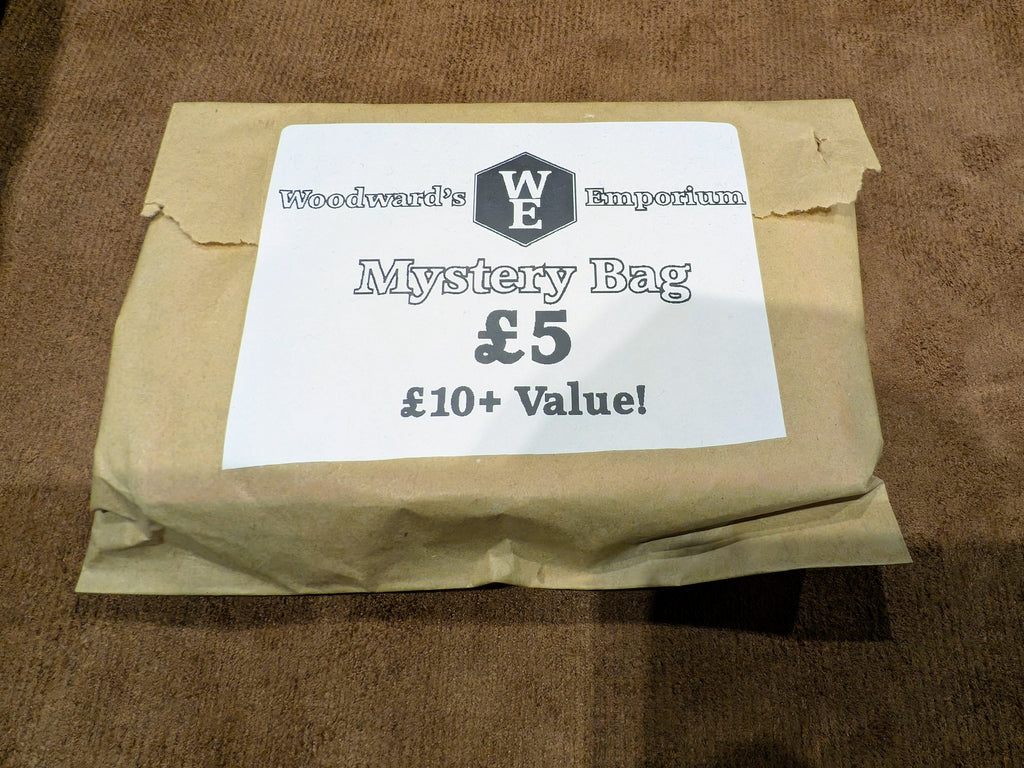 Woodward's WE Emporium
Mystery Bag
£5
£10+ Value!